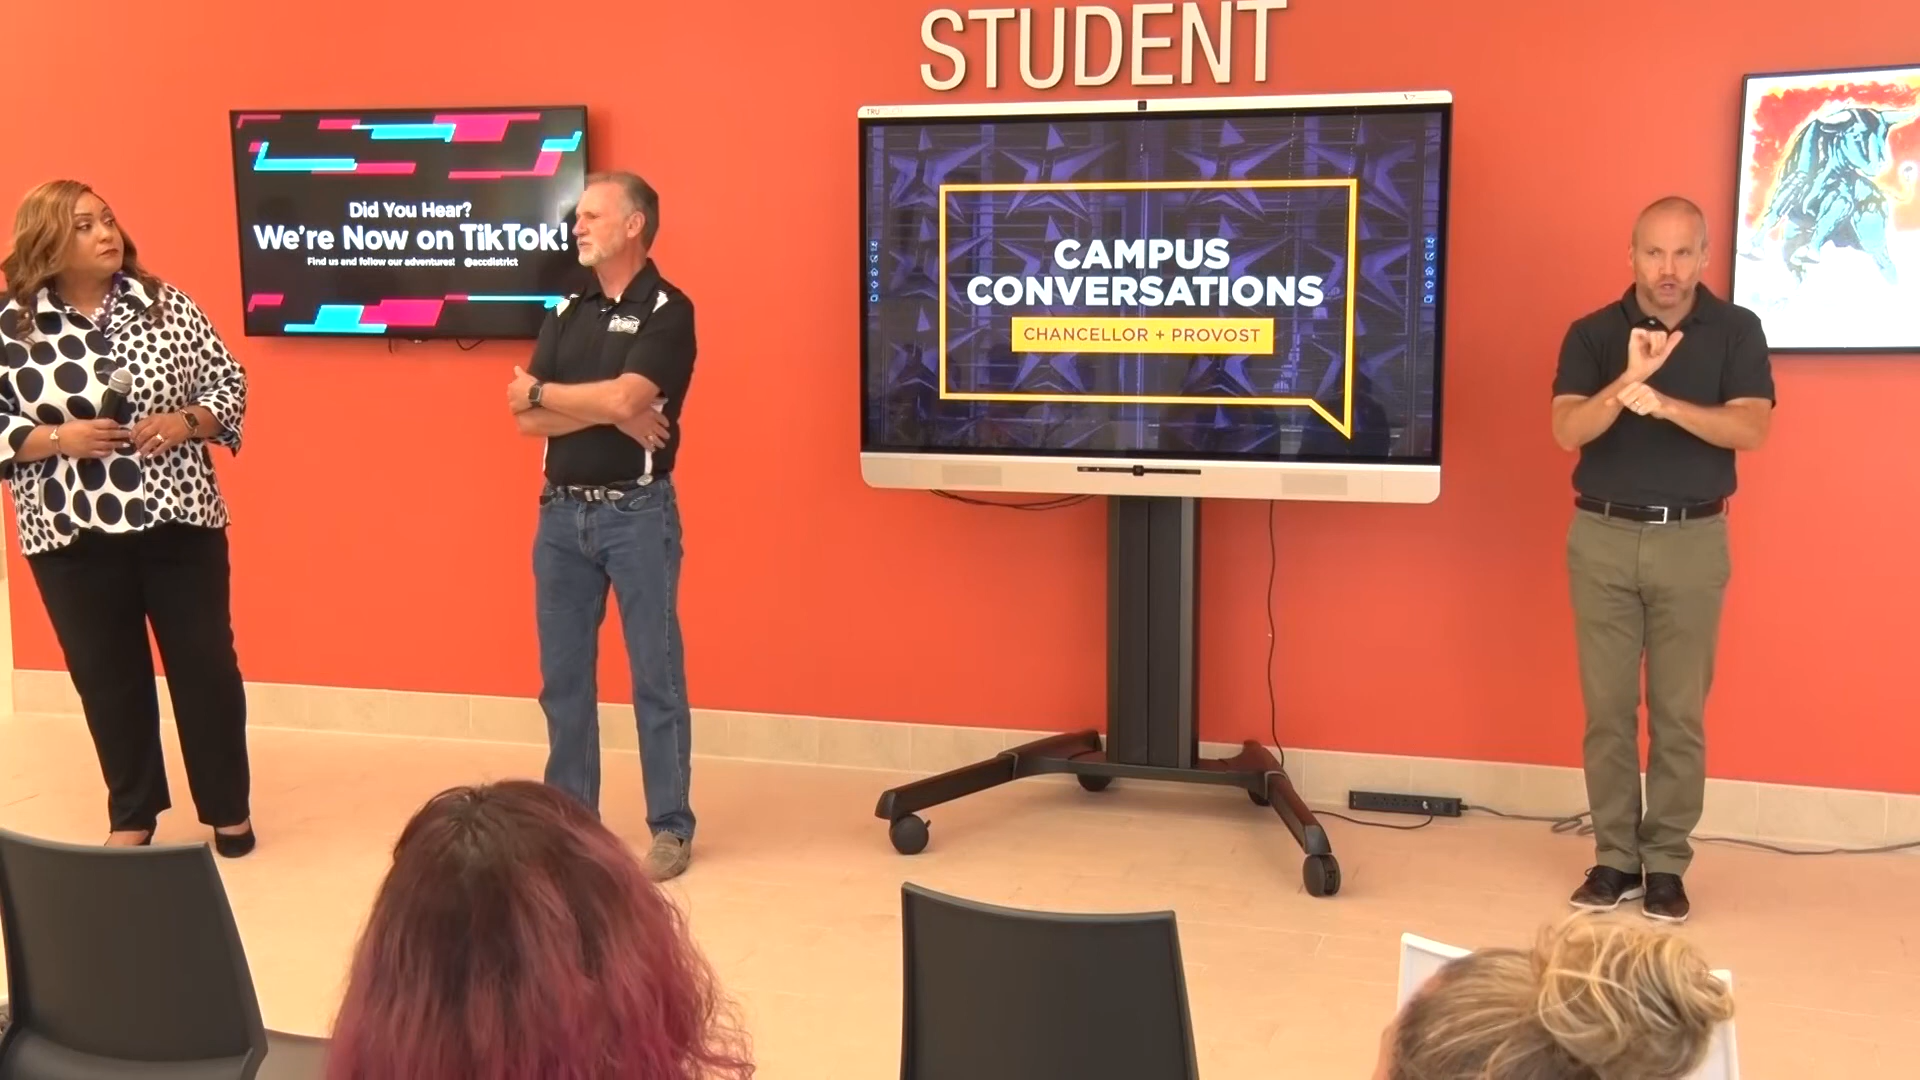 STUDENT
Did You Hear?
We're Now on TikTok!
Find us and follow our adventures! @accdistrict
TRU
CAMPUS
CONVERSATIONS
CHANCELLOR + PROVOST